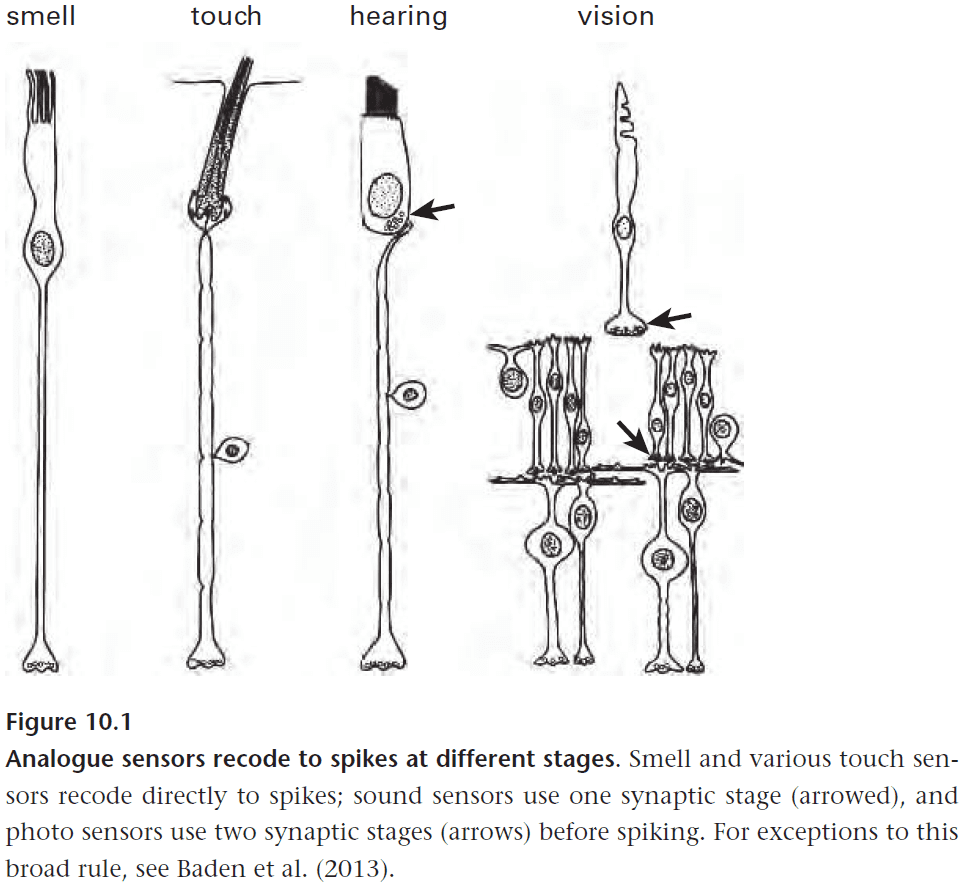 smell touch hearing vision
Figure 10.1
Analogue sensors recode to spikes at different stages. Smell and various touch sen-
sors recode directly to spikes; sound sensors use one synaptic stage (arrowed), and
photo sensors use two synaptic stages (arrows) before spiking. For exceptions to this
broad rule, see Baden et al. (2013).